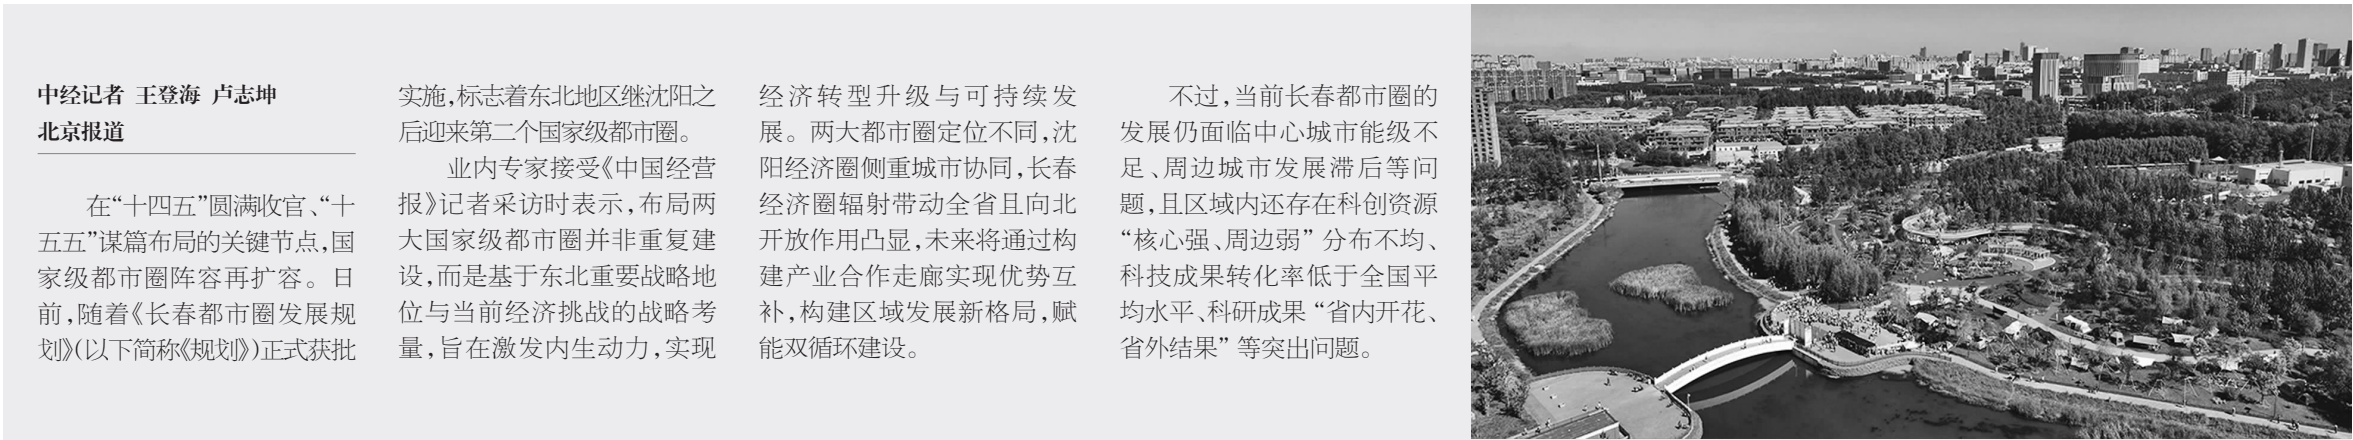 中经记者 王登海 卢志坤
北京报道
在“十四五”圆满收官、“十
五五”谋篇布局的关键节点,国
家级都市圈阵容再扩容。日
前,随着《长春都市圈发展规
划》(以下简称《规划》)正式获批
实施,标志着东北地区继沈阳之
后迎来第二个国家级都市圈。
业内专家接受《中国经营
报》记者采访时表示,布局两
大国家级都市圈并非重复建
设,而是基于东北重要战略地
位与当前经济挑战的战略考
量,旨在激发内生动力,实现
经济转型升级与可持续发
展。两大都市圈定位不同,沈
阳经济圈侧重城市协同,长春
经济圈辐射带动全省且向北
开放作用凸显,未来将通过构
建产业合作走廊实现优势互
补,构建区域发展新格局,赋
能双循环建设。
不过,当前长春都市圈的
发展仍面临中心城市能级不
足、周边城市发展滞后等问
题,且区域内还存在科创资源
“核心强、周边弱”分布不均、
科技成果转化率低于全国平
均水平、科研成果“省内开花、
省外结果”等突出问题。